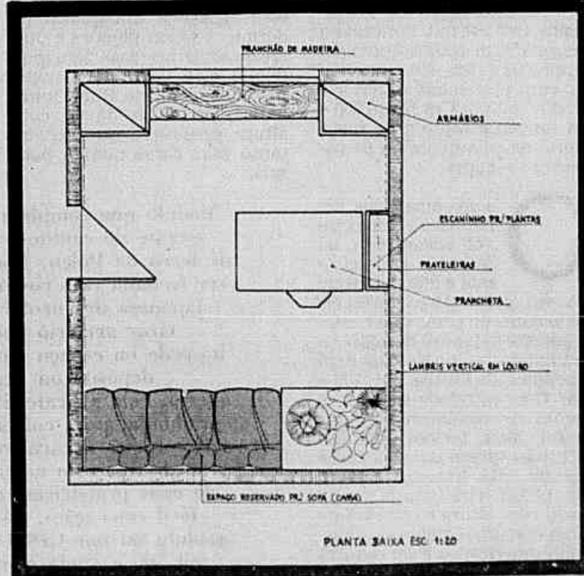 PRANCHÃO DE MADEIRA
ARMÁRIOS
ESCANINHO PR/ PLANTAS
PRATELEIRAS
PRANCHETA
LAMBRIS VERTICAL EM LOURO
ESPAÇO RESERVADO PR/ SOFÁ (CAMA)
PLANTA BAIXA ESC. 1:20